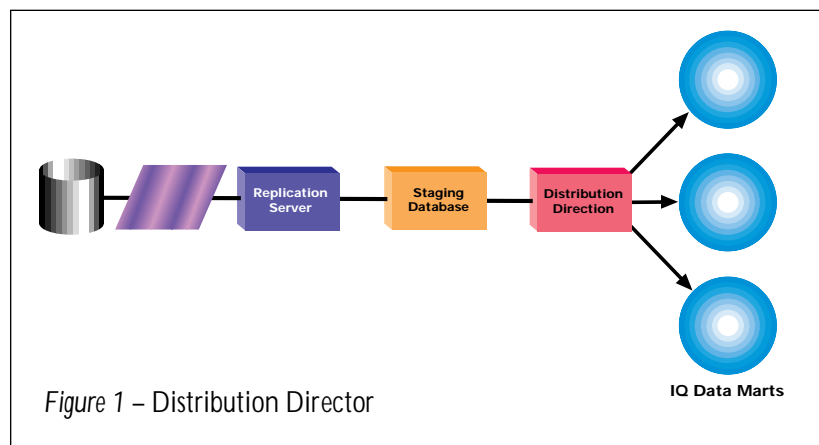 Replication
Server
Staging
Database
Distribution
Direction
IQ Data Marts
Figure 1 – Distribution Director